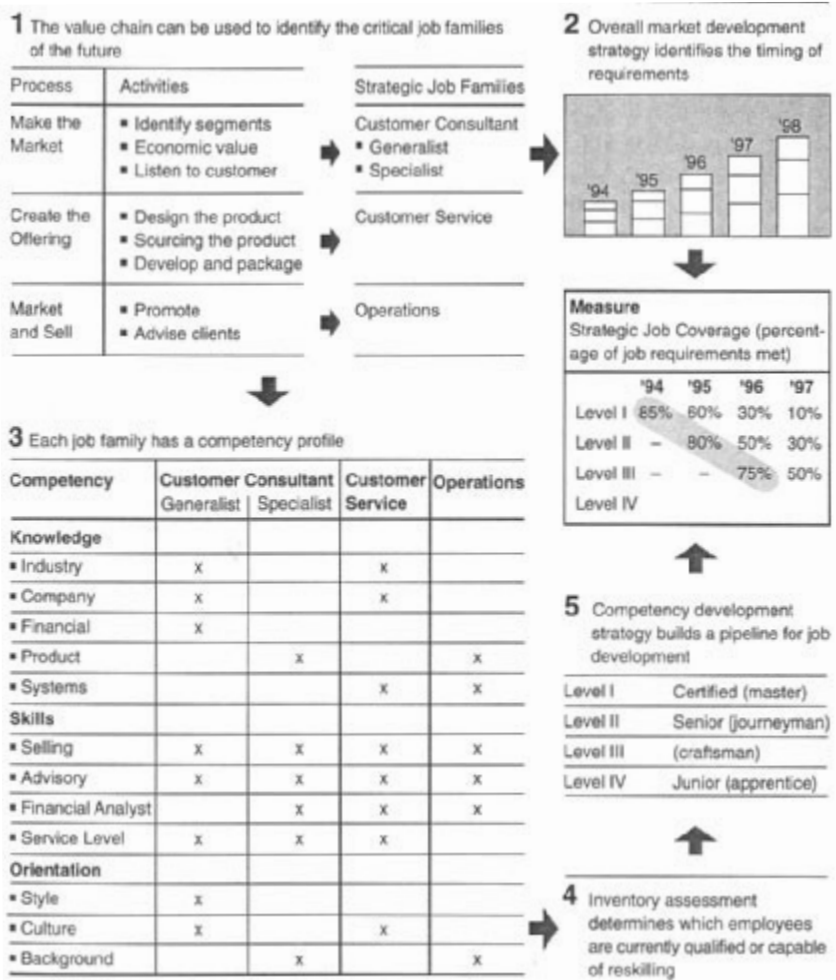 1 The value chain can be used to identify the critical job families
of the future
Process Activities Strategic Job Families
Make the Market
▪ Identify segments
▪ Economic value
▪ Listen to customer
Customer Consultant
▪ Generalist
▪ Specialist
Create the Offering
▪ Design the product
▪ Sourcing the product
▪ Develop and package
Customer Service
Market and Sell
▪ Promote
▪ Advise clients
Operations
2 Overall market development
strategy identifies the timing of
requirements
'94 '95 '96 '97 '98
Measure
Strategic Job Coverage (percent-
age of job requirements met)
'94 '95 '96 '97
Level I 85% 60% 30% 10%
Level II – 80% 50% 30%
Level III – – 75% 50%
Level IV
3 Each job family has a competency profile
Competency Customer Consultant Customer Service Operations
Generalist Specialist
Knowledge
▪ Industry x x
▪ Company x x
▪ Financial x
▪ Product x x
▪ Systems x x
Skills
▪ Selling x x x x
▪ Advisory x x x x
▪ Financial Analyst x x x
▪ Service Level x x x
Orientation
▪ Style x
▪ Culture x x
▪ Background x x
5 Competency development
strategy builds a pipeline for job
development
Level I Certified (master)
Level II Senior (journeyman)
Level III (craftsman)
Level IV Junior (apprentice)
4 Inventory assessment
determines which employees
are currently qualified or capable
of reskilling